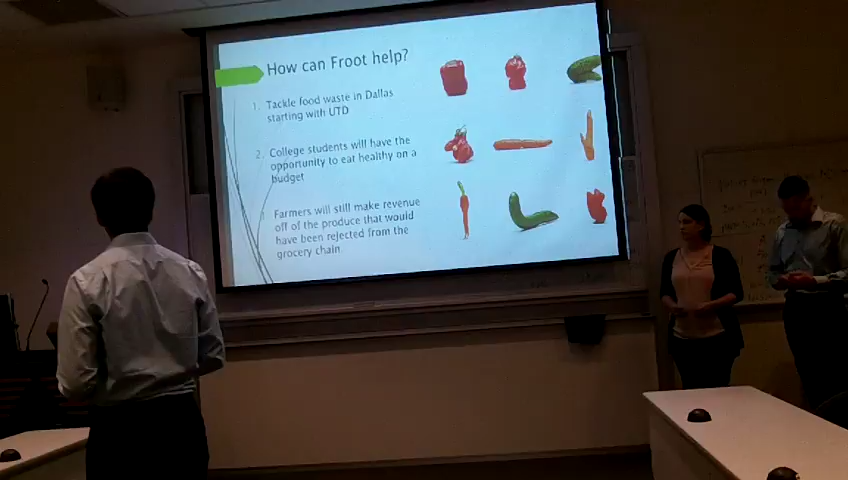 How can Froot help?
1. Tackle food waste in Dallas
starting with UTD
2. College students will have the
opportunity to eat healthy on a
budget
Farmers will still make revenue
off of the produce that would
have been rejected from the
grocery chain.